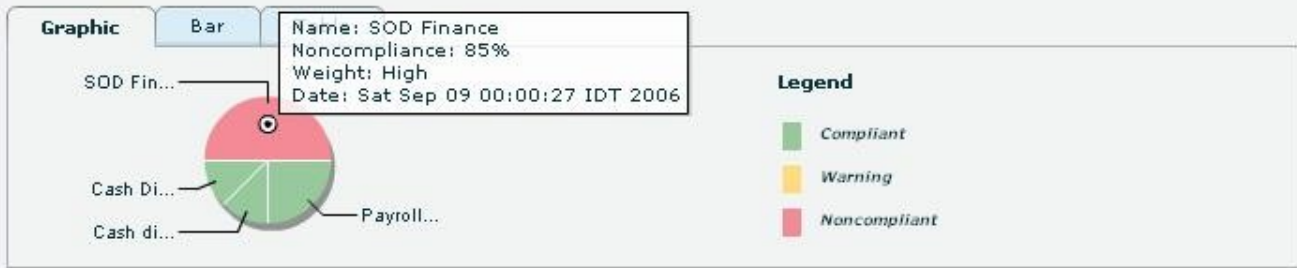 Graphic
Bar
Name: SOD Finance
Noncompliance: 85%
Weight: High
Date: Sat Sep 09 00:00:27 IDT 2006
SOD Fin...
Cash Di...
Cash di...
Payroll...
Legend
Compliant
Warning
Noncompliant